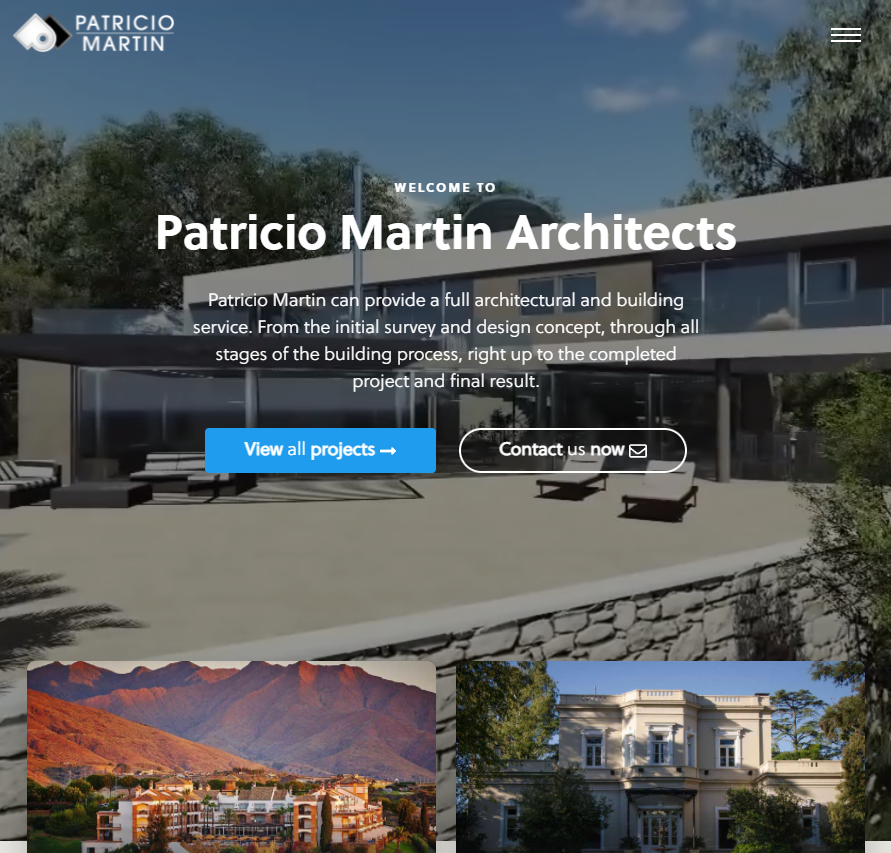 PATRICIO
MARTIN
WELCOME TO
Patricio Martin Architects
Patricio Martin can provide a full architectural and building
service. From the initial survey and design concept, through all
stages of the building process, right up to the completed
project and final result.
View all projects
Contact us now